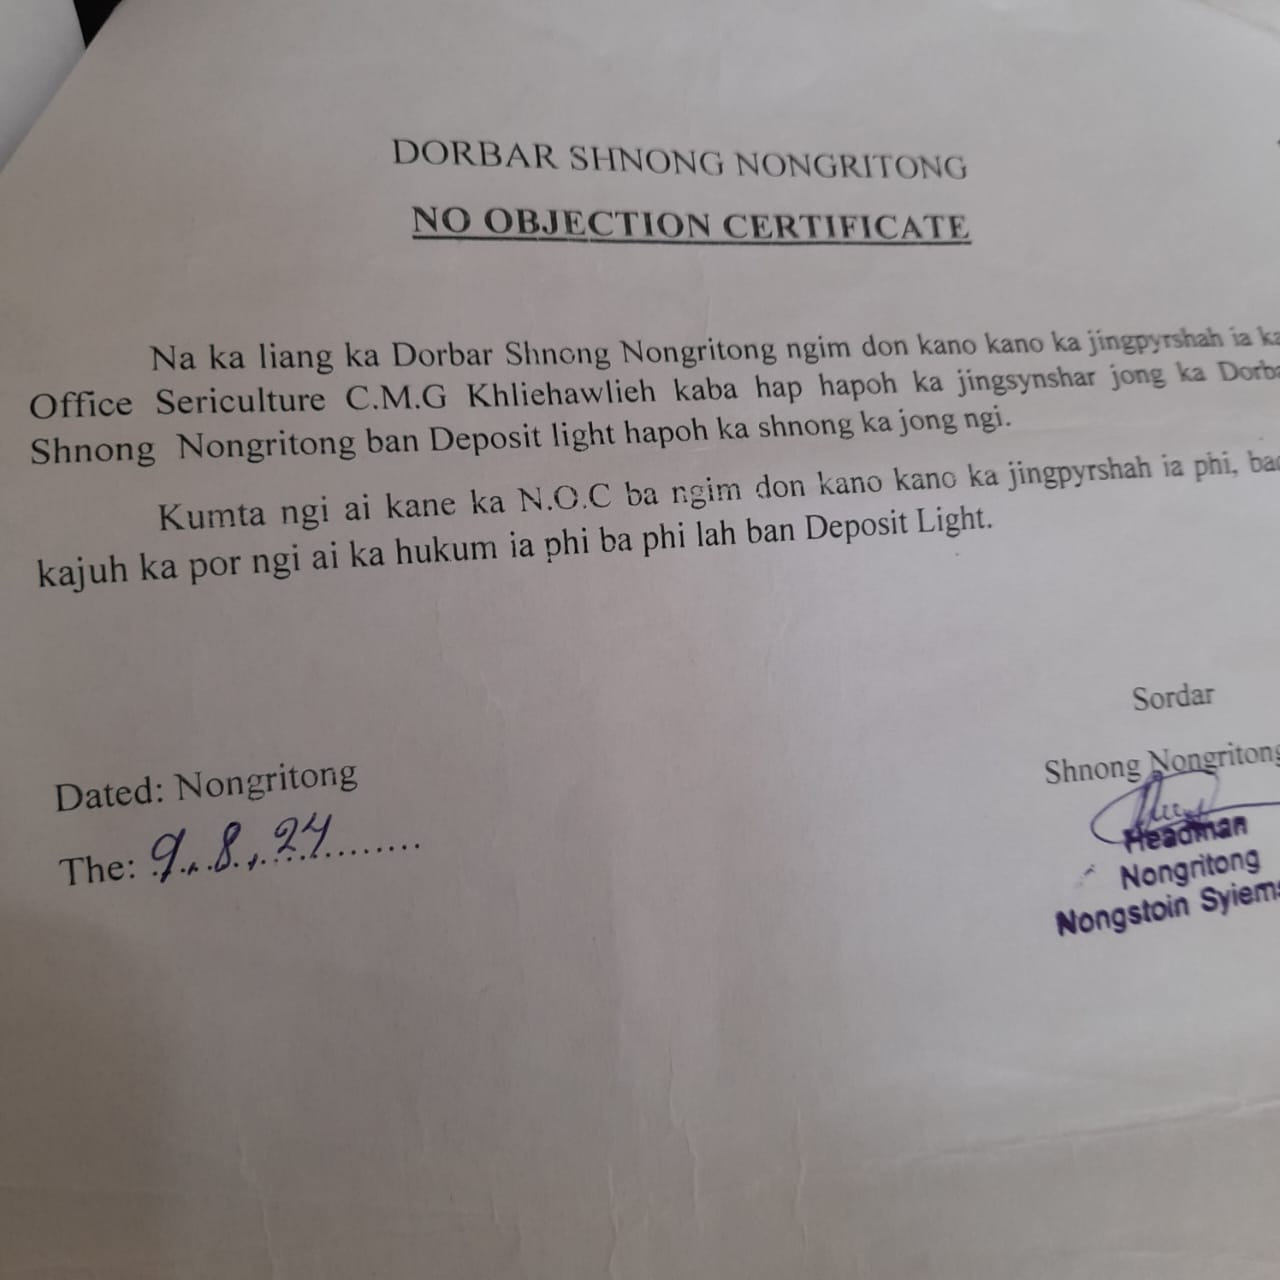 DORBAR SHNONG NONGRITONG
NO OBJECTION CERTIFICATE
Na ka liang ka Dorbar Shnong Nongritong ngim don kano kano ka jingpyrshah ia ka
Office Sericulture C.M.G Khliehawlieh kaba hap hapoh ka jingsynshar jong ka Dorba
Shnong Nongritong ban Deposit light hapoh ka shnong ka jong ngi.
Kumta ngi ai kane ka N.O.C ba ngim don kano kano ka jingpyrshah ia phi, bad
kajuh ka por ngi ai ka hukum ia phi ba phi lah ban Deposit Light.
Sordar
Shnong Nongritong
Dated: Nongritong
The: 9.8.24
Headman
Nongritong
Nongstoin Syiems